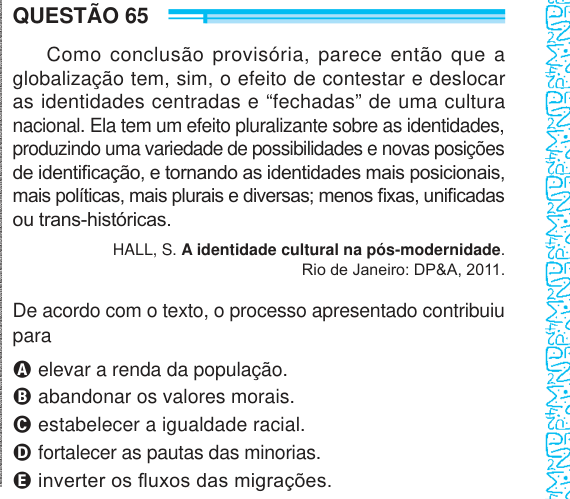 QUESTÃO 65
Como conclusão provisória, parece então que a
globalização tem, sim, o efeito de contestar e deslocar
as identidades centradas e “fechadas” de uma cultura
nacional. Ela tem um efeito pluralizante sobre as identidades,
produzindo uma variedade de possibilidades e novas posições
de identificação, e tornando as identidades mais posicionais,
mais políticas, mais plurais e diversas; menos fixas, unificadas
ou trans-históricas.
HALL, S. A identidade cultural na pós-modernidade.
Rio de Janeiro: DP&A, 2011.
De acordo com o texto, o processo apresentado contribuiu
para
A elevar a renda da população.
B abandonar os valores morais.
C estabelecer a igualdade racial.
D fortalecer as pautas das minorias.
E inverter os fluxos das migrações.